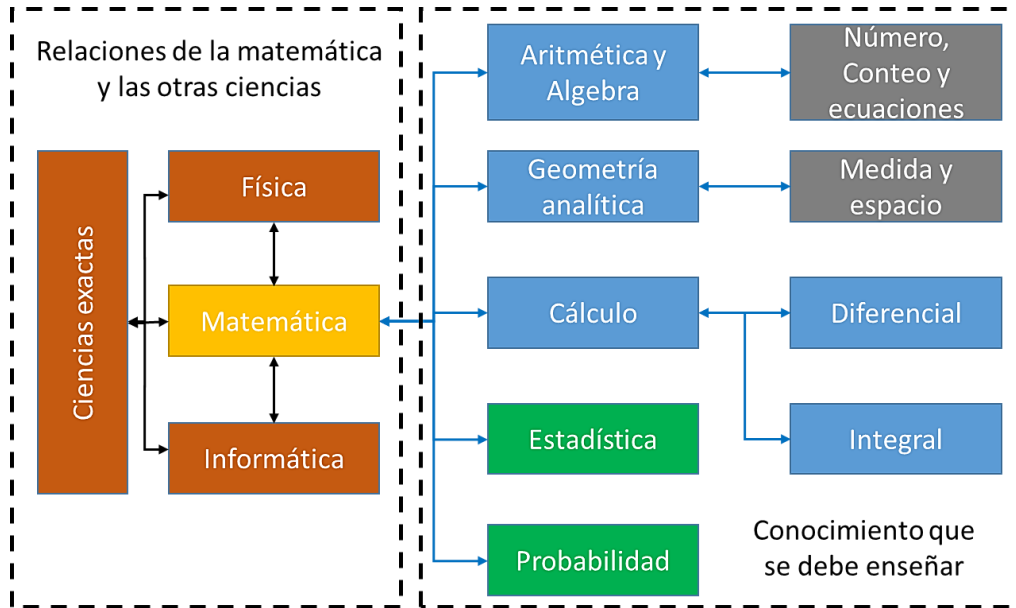 Relaciones de la matemática
y las otras ciencias
Ciencias exactas
Física
Matemática
Informática
Aritmética y
Algebra
Número,
Conteo y
ecuaciones
Geometría
analítica
Medida y
espacio
Cálculo
Diferencial
Estadística
Integral
Probabilidad
Conocimiento que
se debe enseñar